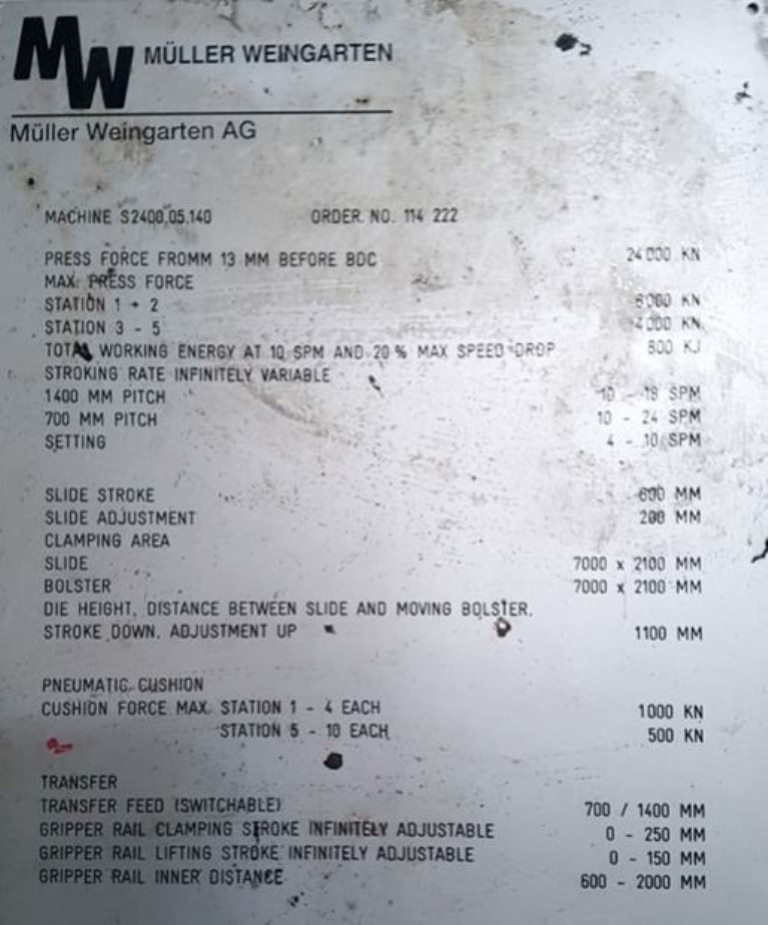 MW MÜLLER WEINGARTEN
Müller Weingarten AG
MACHINE S2400.05.140 ORDER NO. 114 222
PRESS FORCE FROMM 13 MM BEFORE BDC 24000 KN
MAX. PRESS FORCE
STATION 1 + 2 KN
STATION 3 - 5 4000 KN
TOTAL WORKING ENERGY AT 10 SPM AND 20 % MAX SPEED DROP 800 KJ
STROKING RATE INFINITELY VARIABLE
1400 MM PITCH 10 - 18 SPM
700 MM PITCH 10 - 24 SPM
SETTING 4 - 10 SPM
SLIDE STROKE 600 MM
SLIDE ADJUSTMENT 200 MM
CLAMPING AREA
SLIDE 7000 x 2100 MM
BOLSTER 7000 x 2100 MM
DIE HEIGHT, DISTANCE BETWEEN SLIDE AND MOVING BOLSTER,
STROKE DOWN, ADJUSTMENT UP 1100 MM
PNEUMATIC CUSHION
CUSHION FORCE MAX. STATION 1 - 4 EACH 1000 KN
STATION 5 - 10 EACH 500 KN
TRANSFER
TRANSFER FEED (SWITCHABLE) 700 / 1400 MM
GRIPPER RAIL CLAMPING STROKE INFINITELY ADJUSTABLE 0 - 250 MM
GRIPPER RAIL LIFTING STROKE INFINITELY ADJUSTABLE 0 - 150 MM
GRIPPER RAIL INNER DISTANCE 600 - 2000 MM